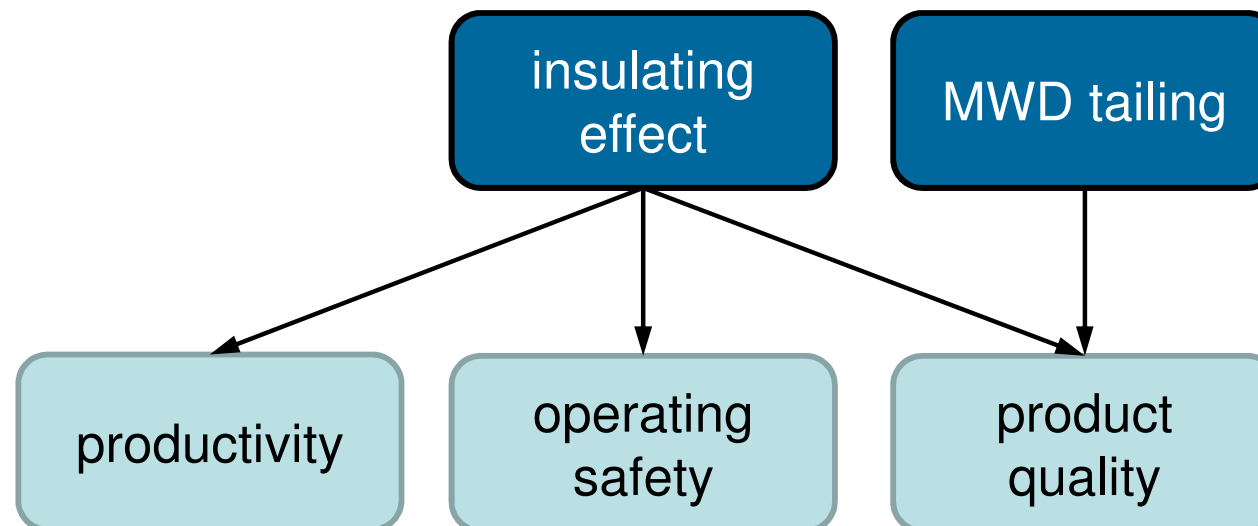 insulating
effect
MWD tailing
productivity
operating
safety
product
quality